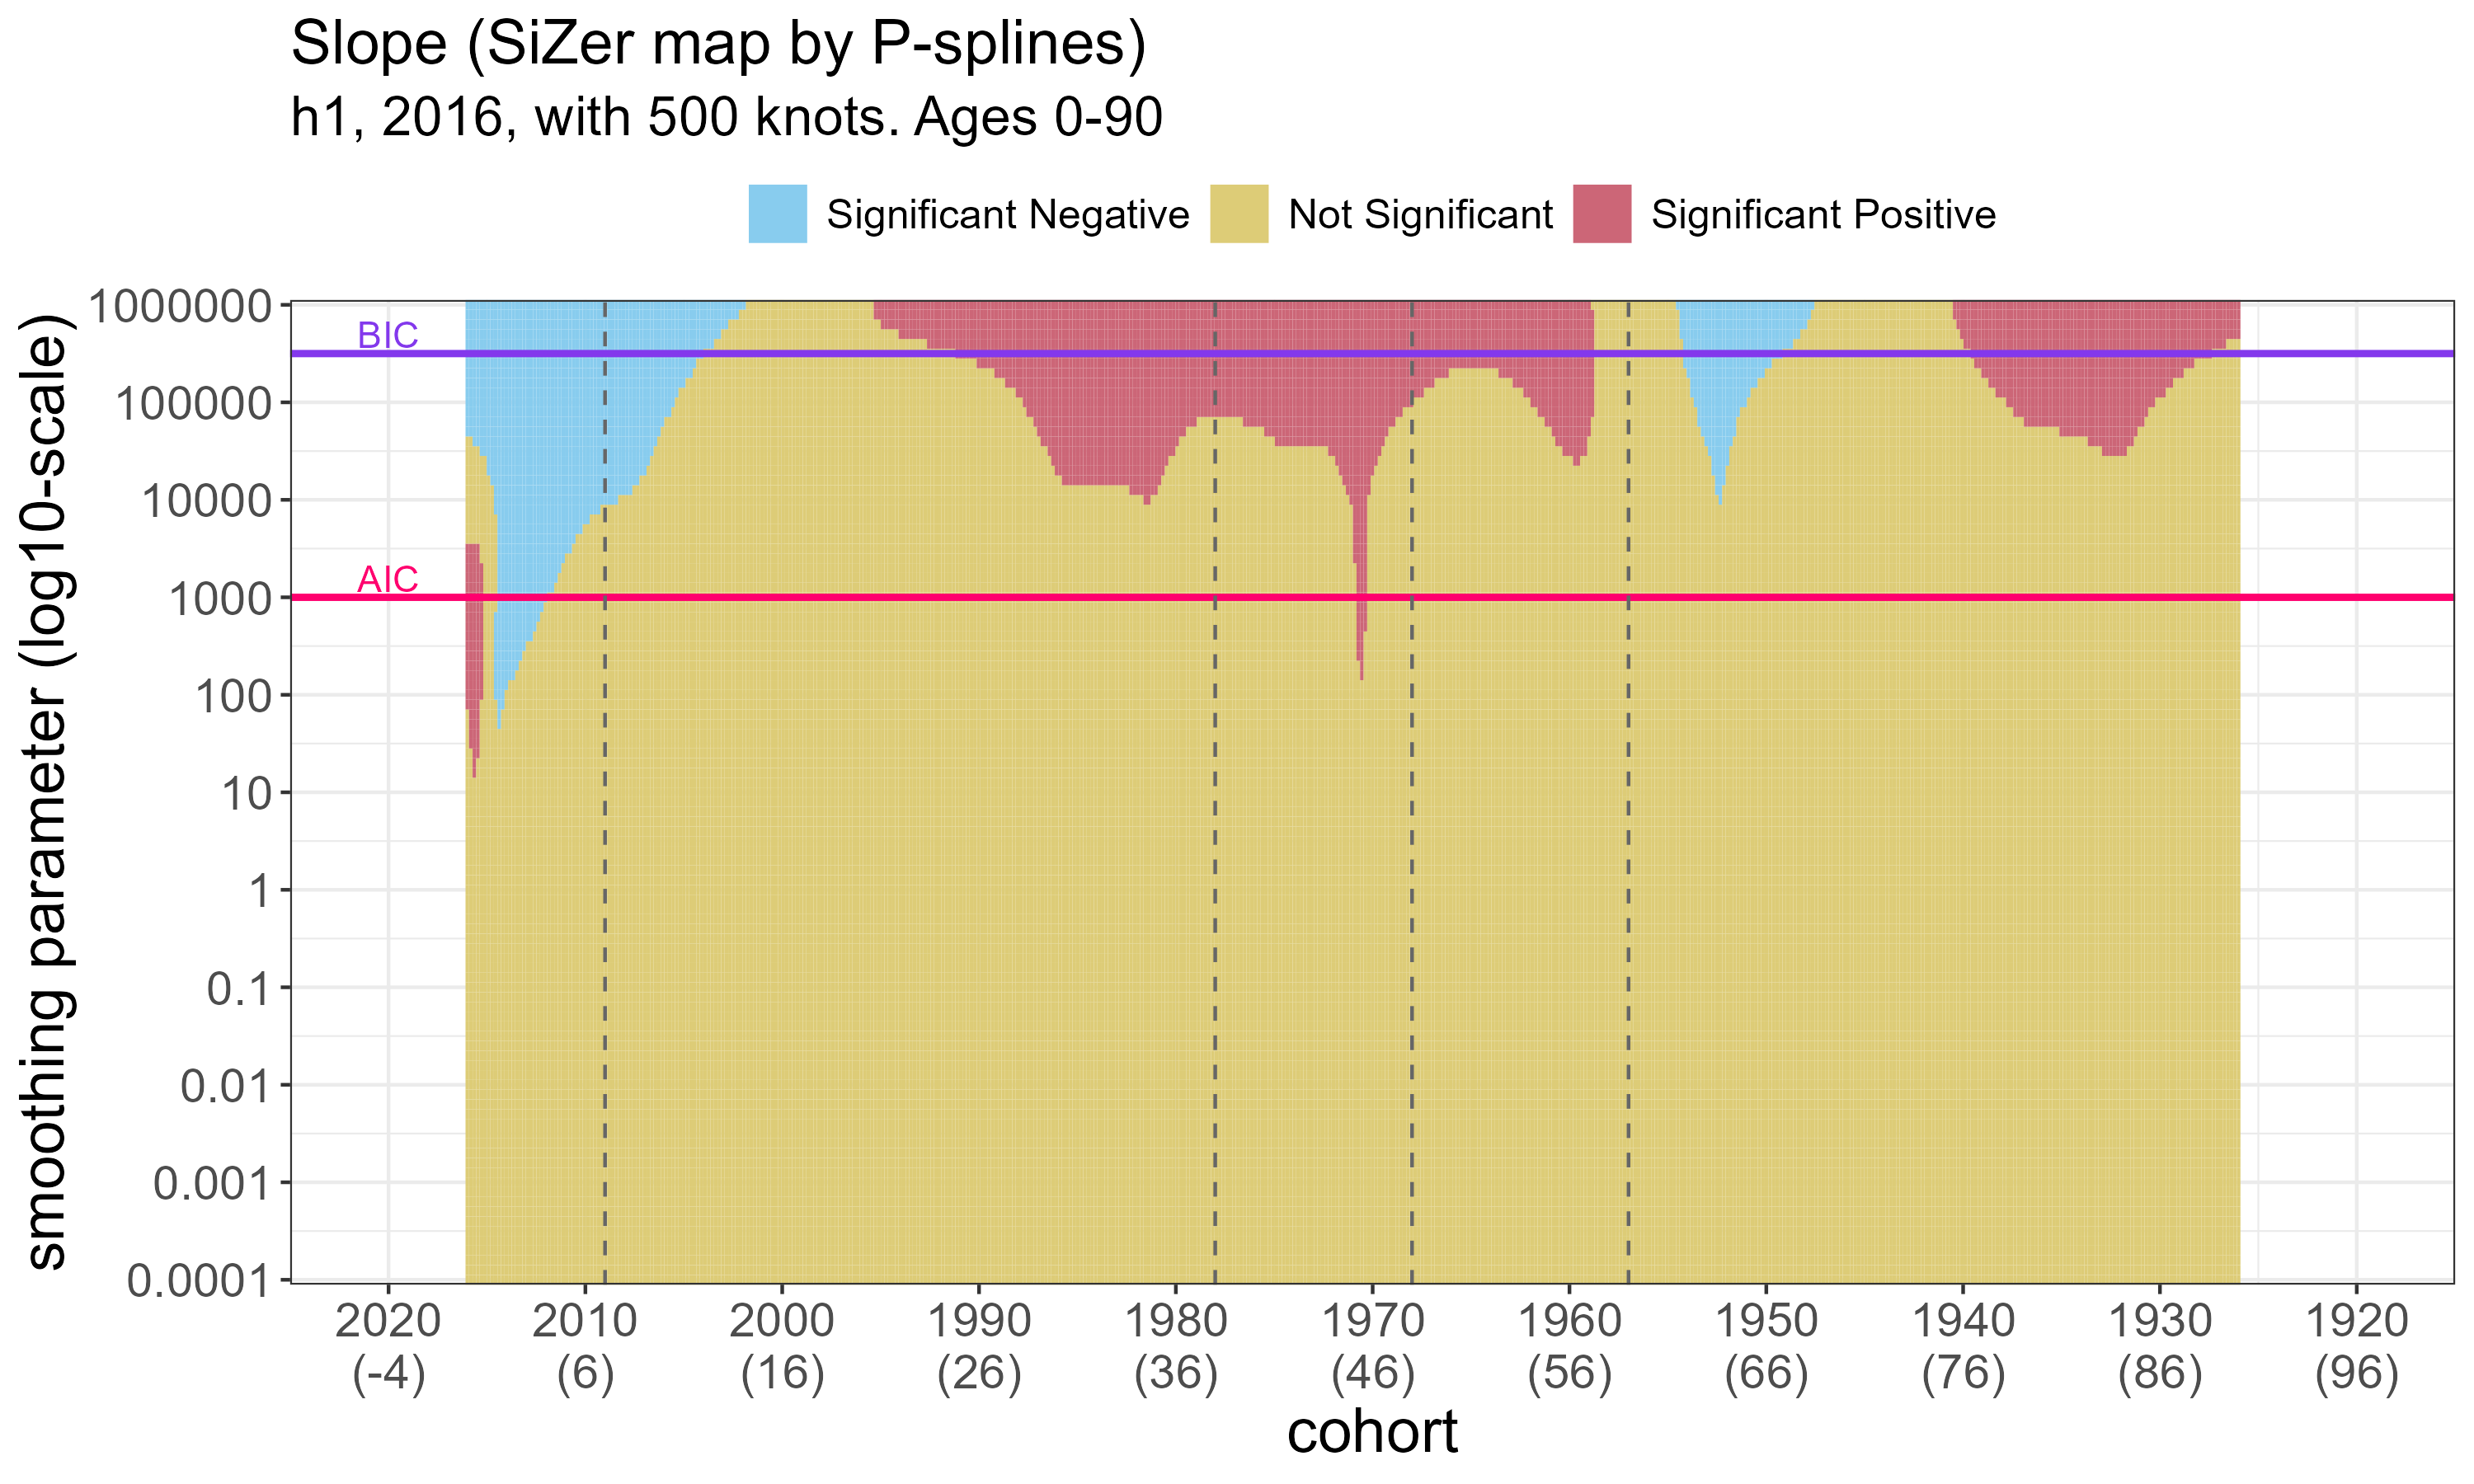 Slope (SiZer map by P-splines)
h1, 2016, with 500 knots. Ages 0-90
Significant Negative
Not Significant
Significant Positive
smoothing parameter (log10-scale)
1000000
BIC
100000
10000
AIC
1000
100
10
1
0.1
0.01
0.001
0.0001
2020 2010 2000 1990 1980 1970 1960 1950 1940 1930 1920
(-4) (6) (16) (26) (36) (46) (56) (66) (76) (86) (96)
cohort